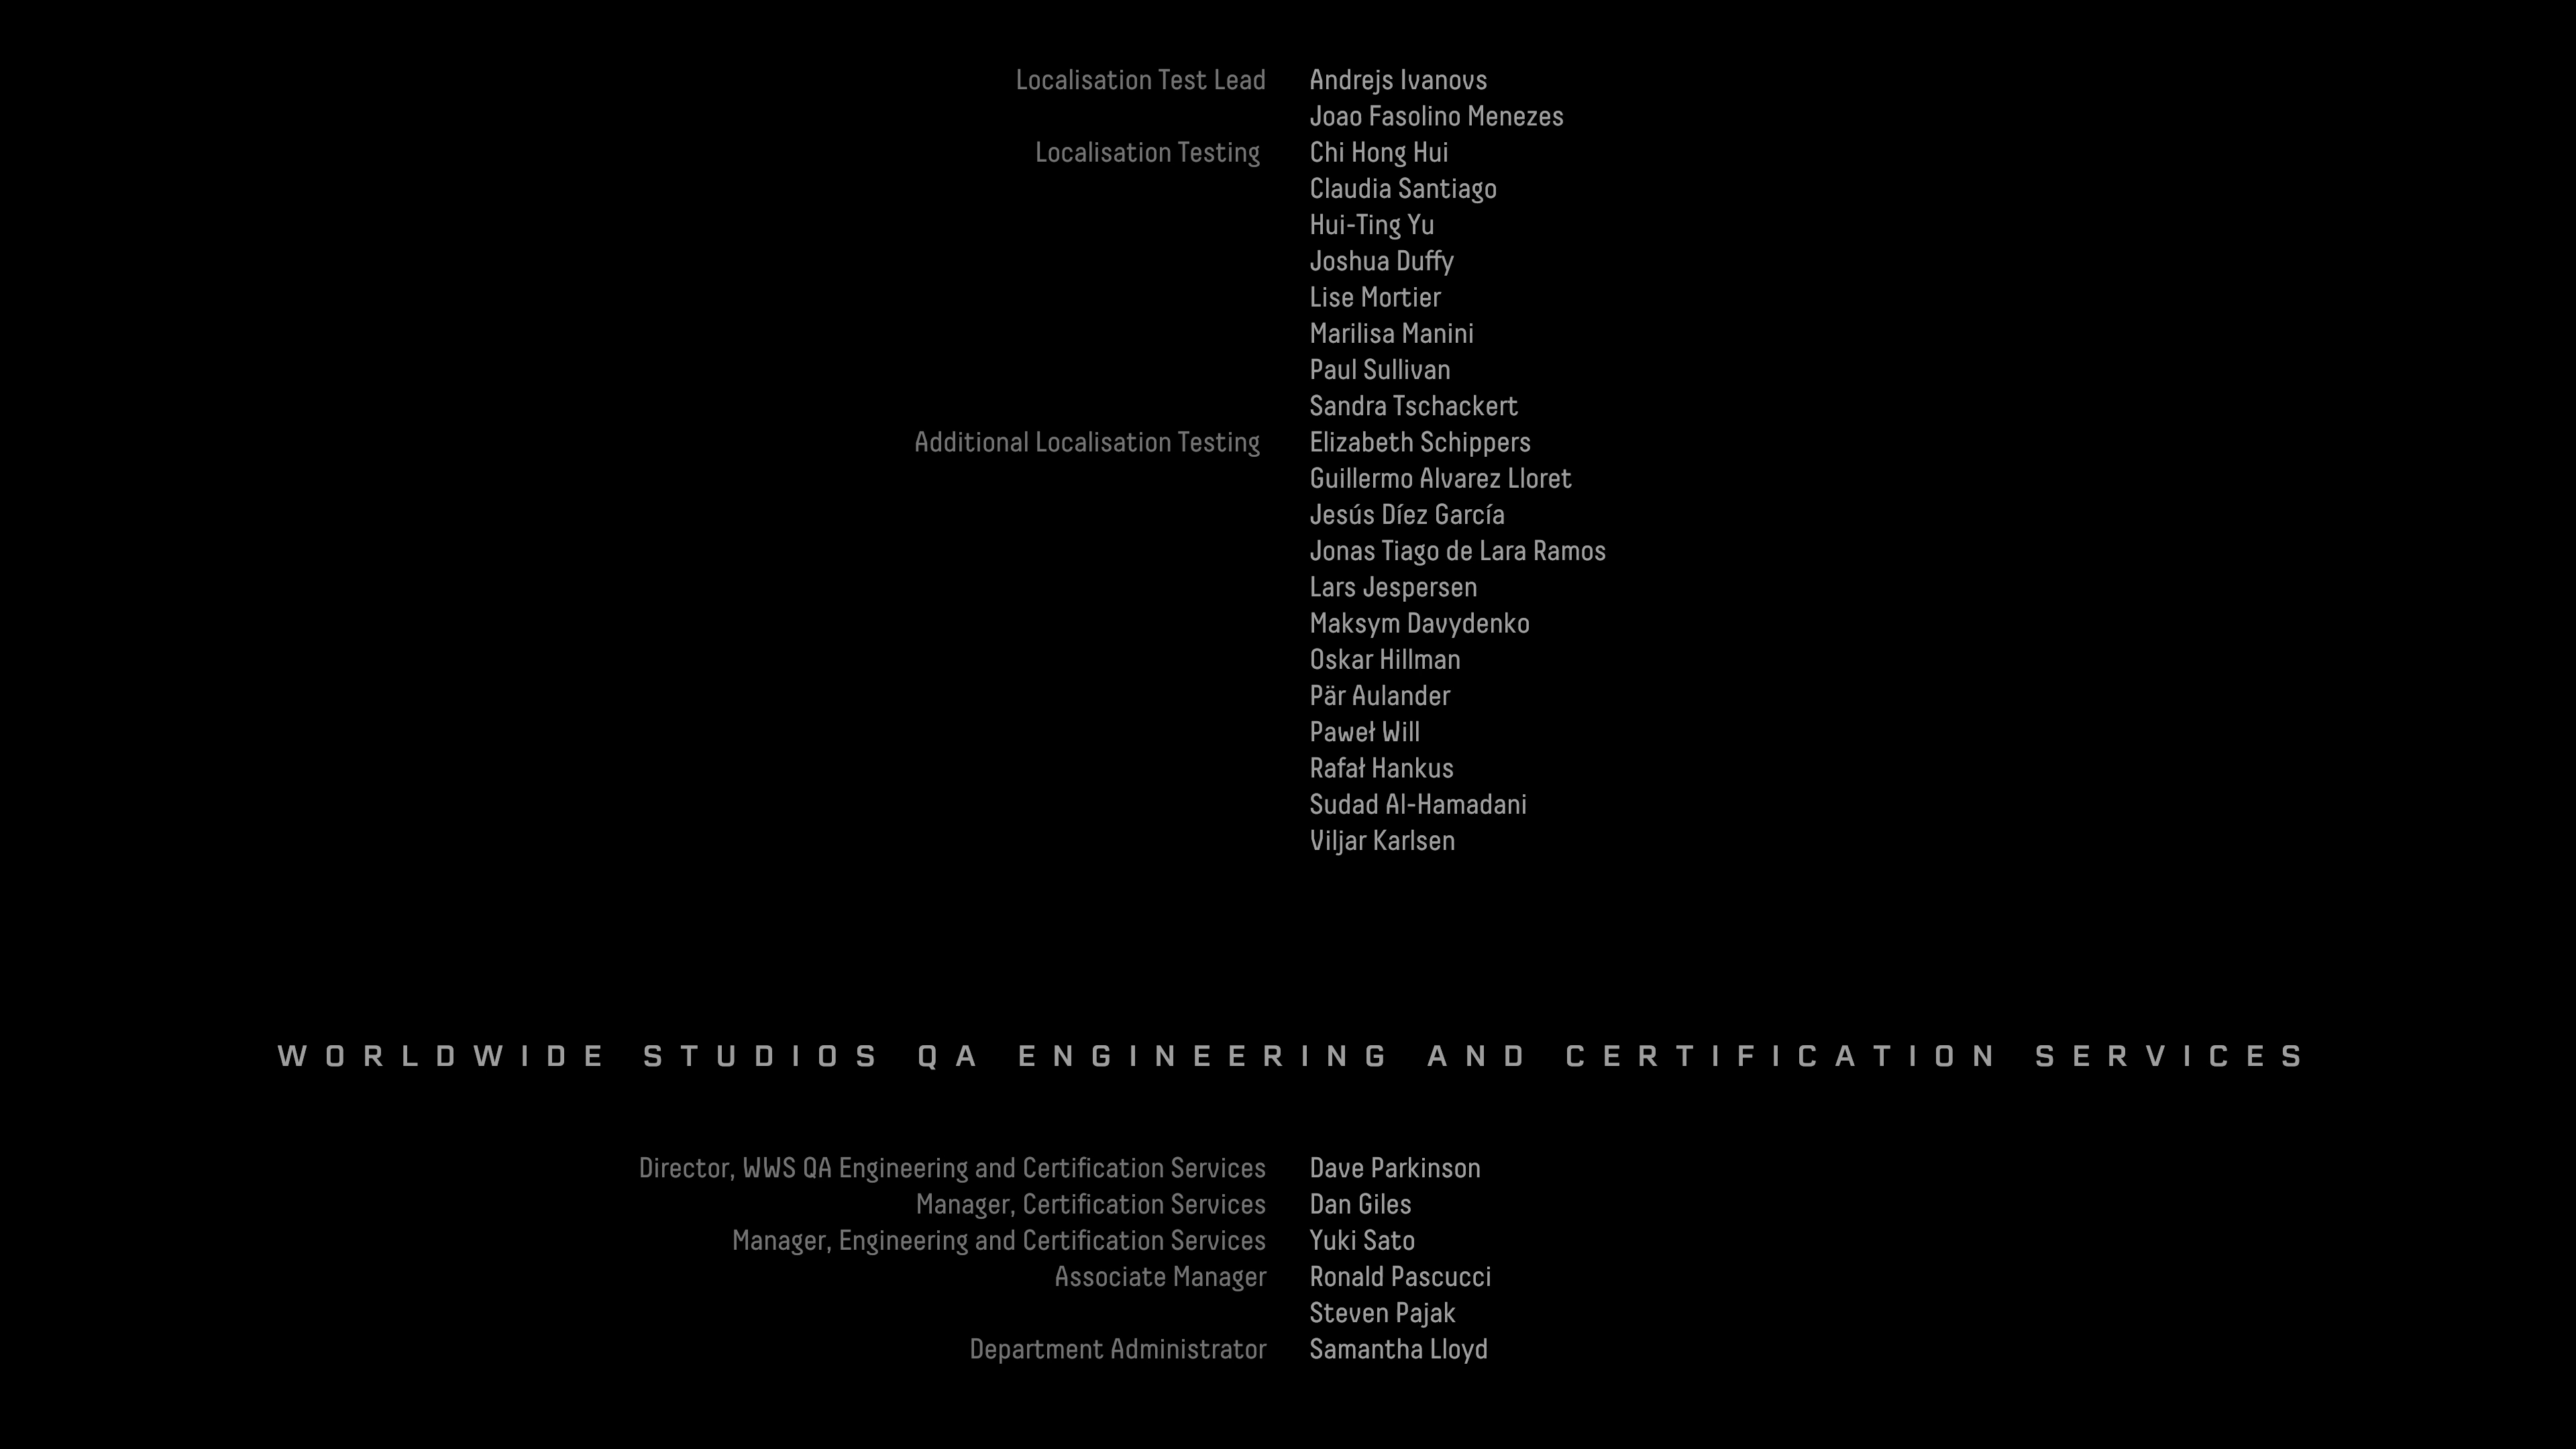 Localisation Test Lead Andrejs Ivanovs
Joao Fasolino Menezes
Localisation Testing Chi Hong Hui
Claudia Santiago
Hui-Ting Yu
Joshua Duffy
Lise Mortier
Marilisa Manini
Paul Sullivan
Sandra Tschackert
Additional Localisation Testing Elizabeth Schippers
Guillermo Alvarez Lloret
Jesús Díez García
Jonas Tiago de Lara Ramos
Lars Jespersen
Maksym Davydenko
Oskar Hillman
Pär Aulander
Paweł Will
Rafał Hankus
Sudad Al-Hamadani
Viljar Karlsen
WORLDWIDE STUDIOS QA ENGINEERING AND CERTIFICATION SERVICES
Director, WWS QA Engineering and Certification Services Dave Parkinson
Manager, Certification Services Dan Giles
Manager, Engineering and Certification Services Yuki Sato
Associate Manager Ronald Pascucci
Steven Pajak
Department Administrator Samantha Lloyd